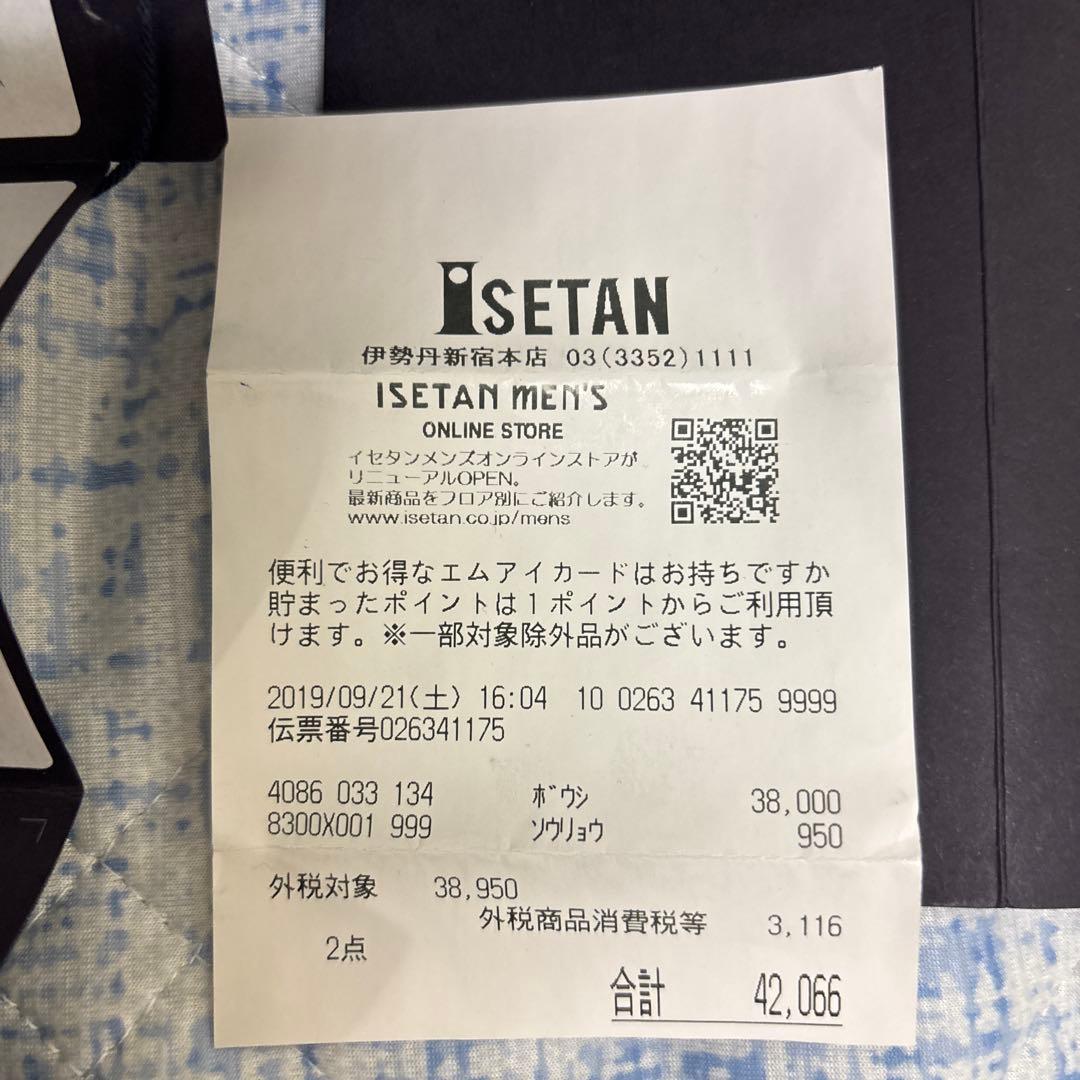 ISETAN
伊勢丹新宿本店 03(3352)1111
ISETAN MEN'S
ONLINE STORE
イセタンメンズオンラインストアが
リニューアルOPEN。
最新商品をフロア別にご紹介します。
www.isetan.co.jp/mens
便利でお得なエムアイカードはお持ちですか
貯まったポイントは1ポイントからご利用頂
けます。※一部対象除外品がございます。
2019/09/21(土) 16:04 10 0263 41175 9999
伝票番号026341175
4086 033 134 ボウシ 38,000
8300X001 999 ソウリョウ 950
外税対象 38,950
外税商品消費税等 3,116
2点
合計 42,066